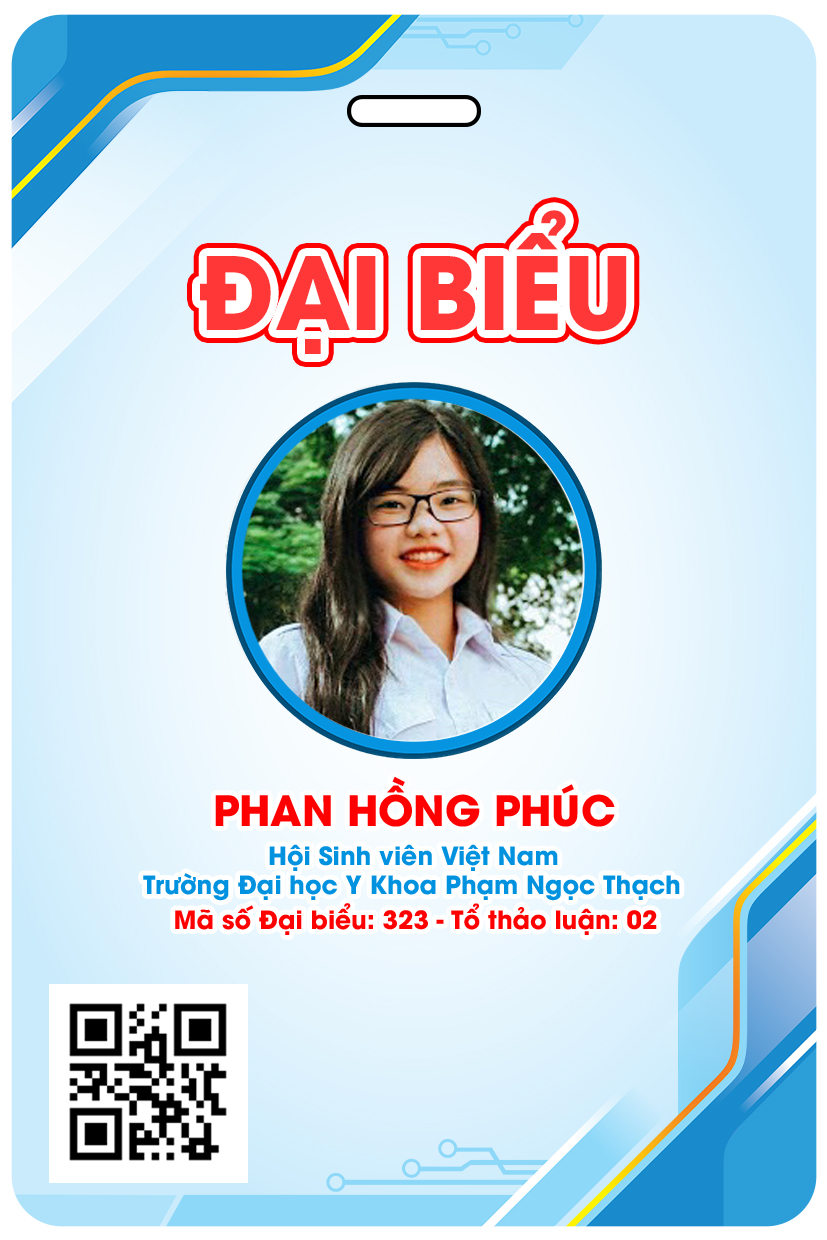 ĐẠI BIỂU
PHAN HỒNG PHÚC
Hội Sinh viên Việt Nam
Trường Đại học Y Khoa Phạm Ngọc Thạch
Mã số Đại biểu: 323 - Tổ thảo luận: 02